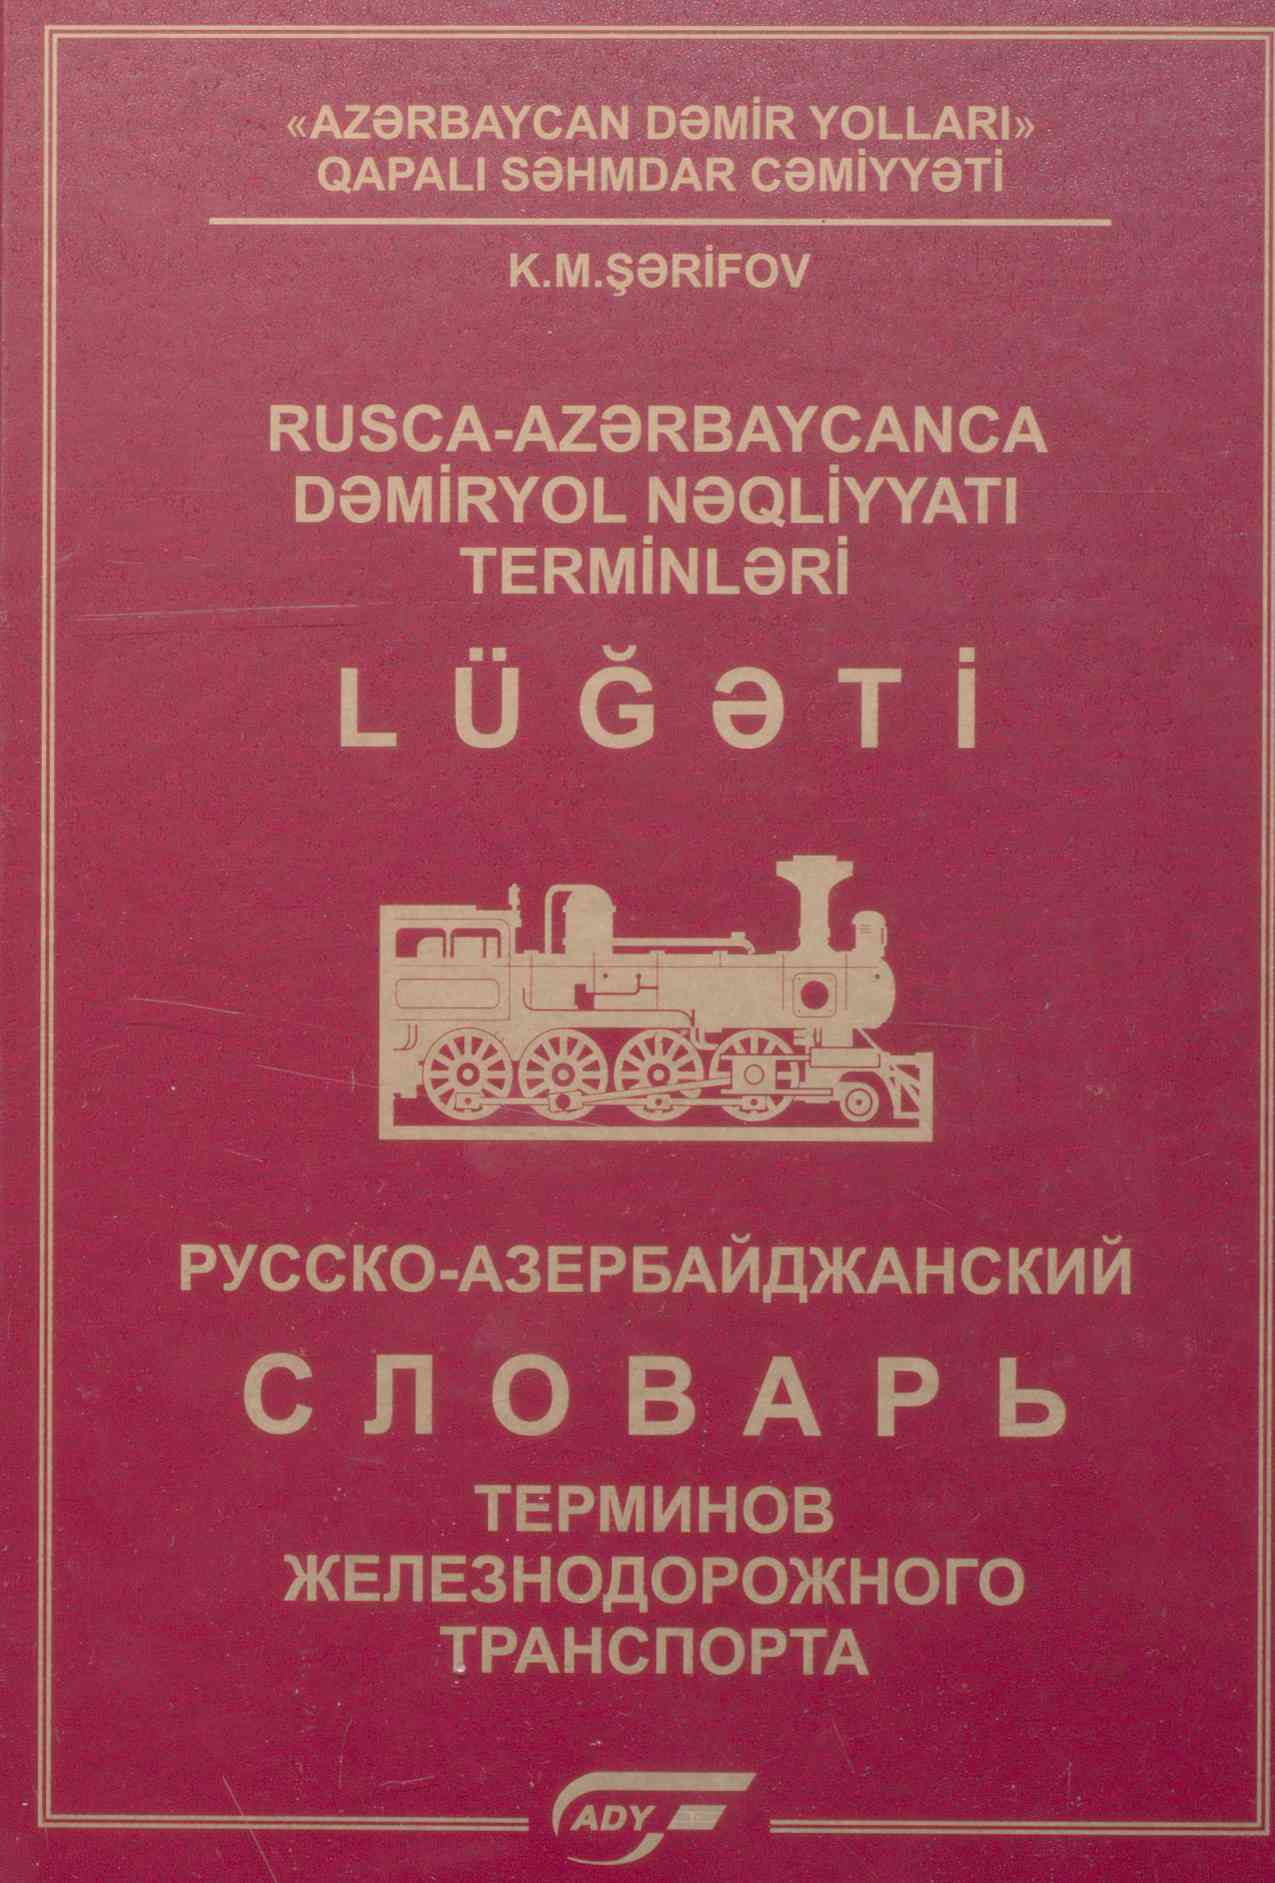 «AZƏRBAYCAN DƏMİR YOLLARI»
QAPALI SƏHMDAR CƏMİYYƏTİ
K.M.ŞƏRİFOV
RUSCA-AZƏRBAYCANCA
DƏMİRYOL NƏQLİYYATI
TERMİNLƏRİ
LÜĞƏTİ
РУССКО-АЗЕРБАЙДЖАНСКИЙ
СЛОВАРЬ
ТЕРМИНОВ
ЖЕЛЕЗНОДОРОЖНОГО
ТРАНСПОРТА
ADY